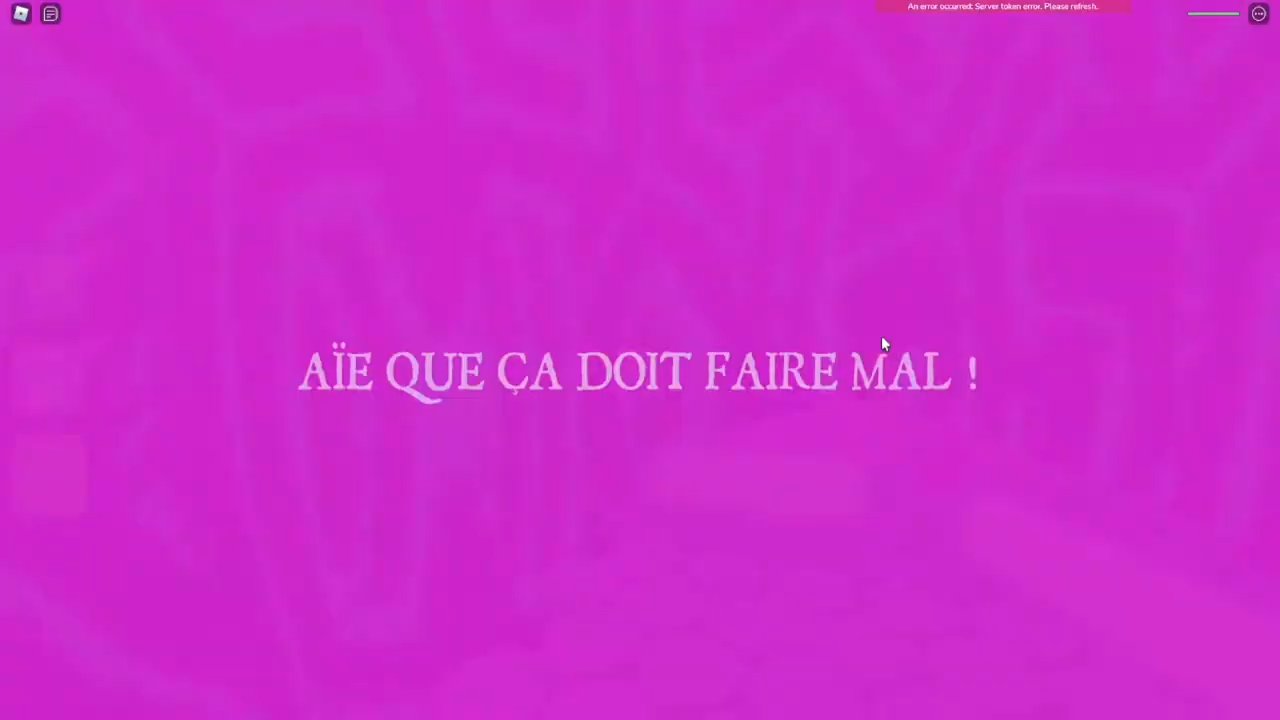 An error occurred: Server token error. Please refresh.
AÏE QUE ÇA DOIT FAIRE MAL !